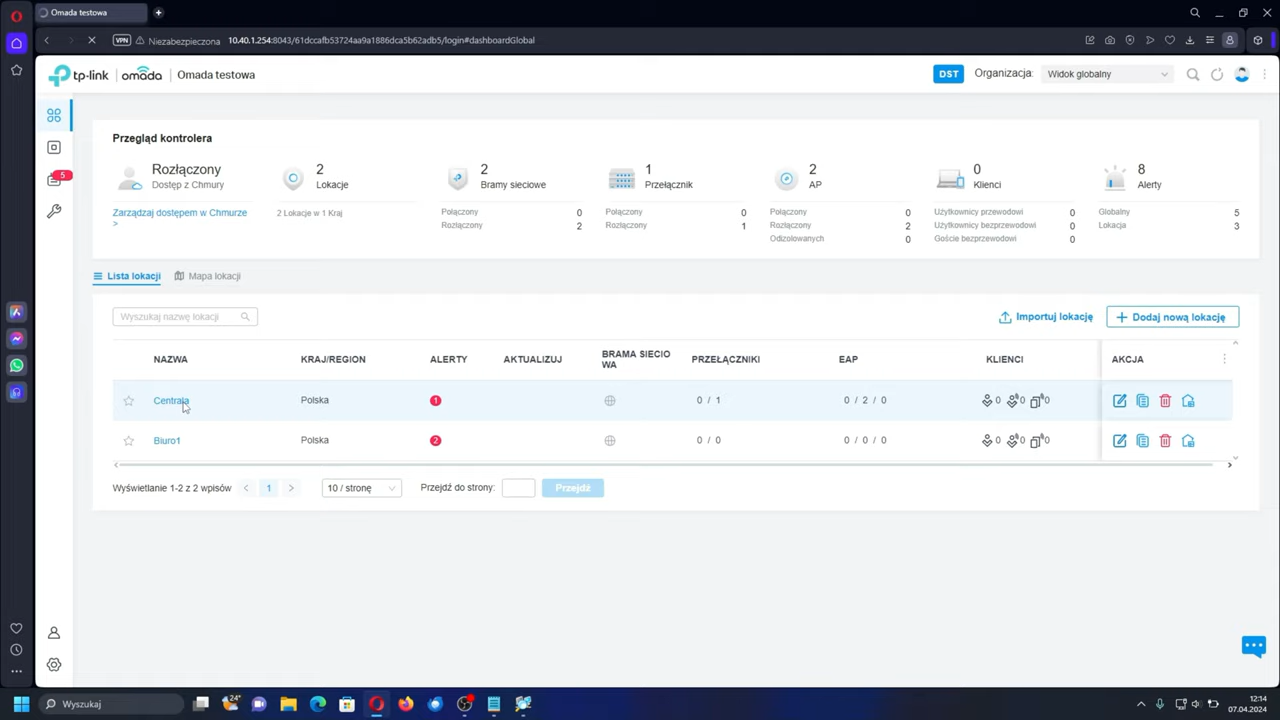 Omada testowa
VPN
Niezabezpieczona
10.40.1.254:8043/61dccafb53724aa9a1886dca5b62adb5/login#dashboardGlobal
tp-link | omada | Omada testowa
DST
Organizacja:
Widok globalny
5
Przegląd kontrolera
Rozłączony
Dostęp z Chmury
Zarządzaj dostępem w Chmurze
>
2
Lokacje
2 Lokacje w 1 Kraj
2
Bramy sieciowe
Połączony 0
Rozłączony 2
1
Przełącznik
Połączony 0
Rozłączony 1
2
AP
Połączony 0
Rozłączony 2
Odizolowanych 0
0
Klienci
Użytkownicy przewodowi 0
Użytkownicy bezprzewodowi 0
Goście bezprzewodowi 0
8
Alerty
Globalny 5
Lokacja 3
Lista lokacji
Mapa lokacji
Wyszukaj nazwę lokacji
Importuj lokację
+ Dodaj nową lokację
NAZWA KRAJ/REGION ALERTY AKTUALIZUJ BRAMA SIECIO
WA PRZEŁĄCZNIKI EAP KLIENCI AKCJA
Centrala Polska 1 0 / 1 0 / 2 / 0 0 0 0
Biuro1 Polska 2 0 / 0 0 / 0 / 0 0 0 0
Wyświetlanie 1-2 z 2 wpisów < 1 > 10 / stronę Przejdź do strony: Przejdź
Wyszukaj
24°
12:14
07.04.2024